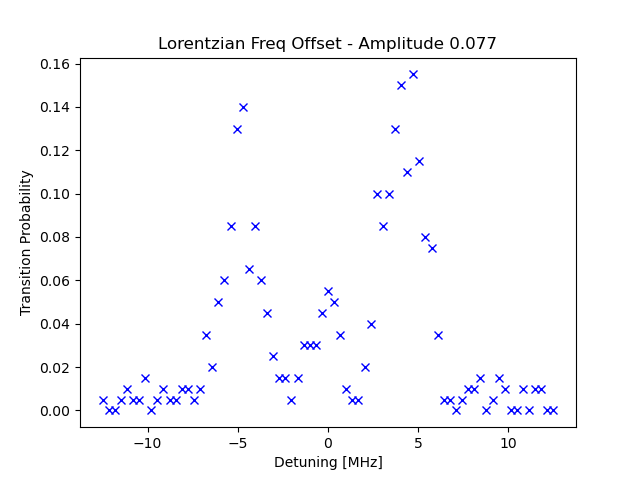 Lorentzian Freq Offset - Amplitude 0.077
0.16
0.14
0.12
0.10
0.08
0.06
0.04
0.02
0.00
Transition Probability
−10 −5 0 5 10
Detuning [MHz]